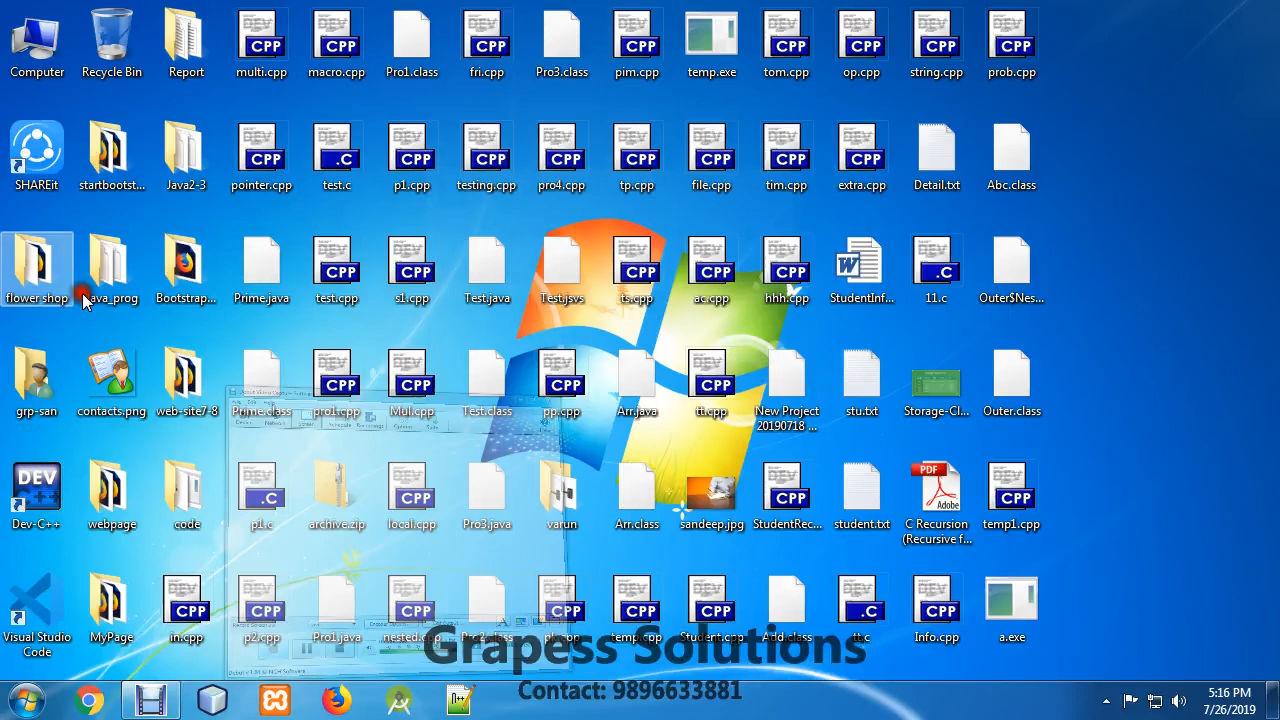 Computer
Recycle Bin
Report
multi.cpp
macro.cpp
Pro1.class
fri.cpp
Pro3.class
pim.cpp
temp.exe
tom.cpp
op.cpp
string.cpp
prob.cpp
SHAREit
startbootst...
Java2-3
pointer.cpp
test.c
p1.cpp
testing.cpp
pro4.cpp
tp.cpp
file.cpp
tim.cpp
extra.cpp
Detail.txt
Abc.class
flower shop
java_prog
Bootstrap...
Prime.java
test.cpp
s1.cpp
Test.java
Test.jsvs
ts.cpp
ac.cpp
hhh.cpp
StudentInf...
11.c
Outer$Nes...
grp-san
contacts.png
web-site7-8
Prime.class
pro1.cpp
Mul.cpp
Test.class
pp.cpp
Arr.java
tt.cpp
New Project
20190718 ...
stu.txt
Storage-Cl...
Outer.class
Dev-C++
webpage
code
p1.c
archive.zip
local.cpp
Pro3.java
varun
Arr.class
sandeep.jpg
StudentRec...
student.txt
C Recursion
(Recursive f...
temp1.cpp
Visual Studio
Code
MyPage
in.cpp
p2.cpp
Pro1.java
nested.cpp
Pro2.class
temp.cpp
Student.cpp
Add.class
tt.c
Info.cpp
a.exe
Grapess Solutions
Contact: 9896633881
5:16 PM
7/26/2019